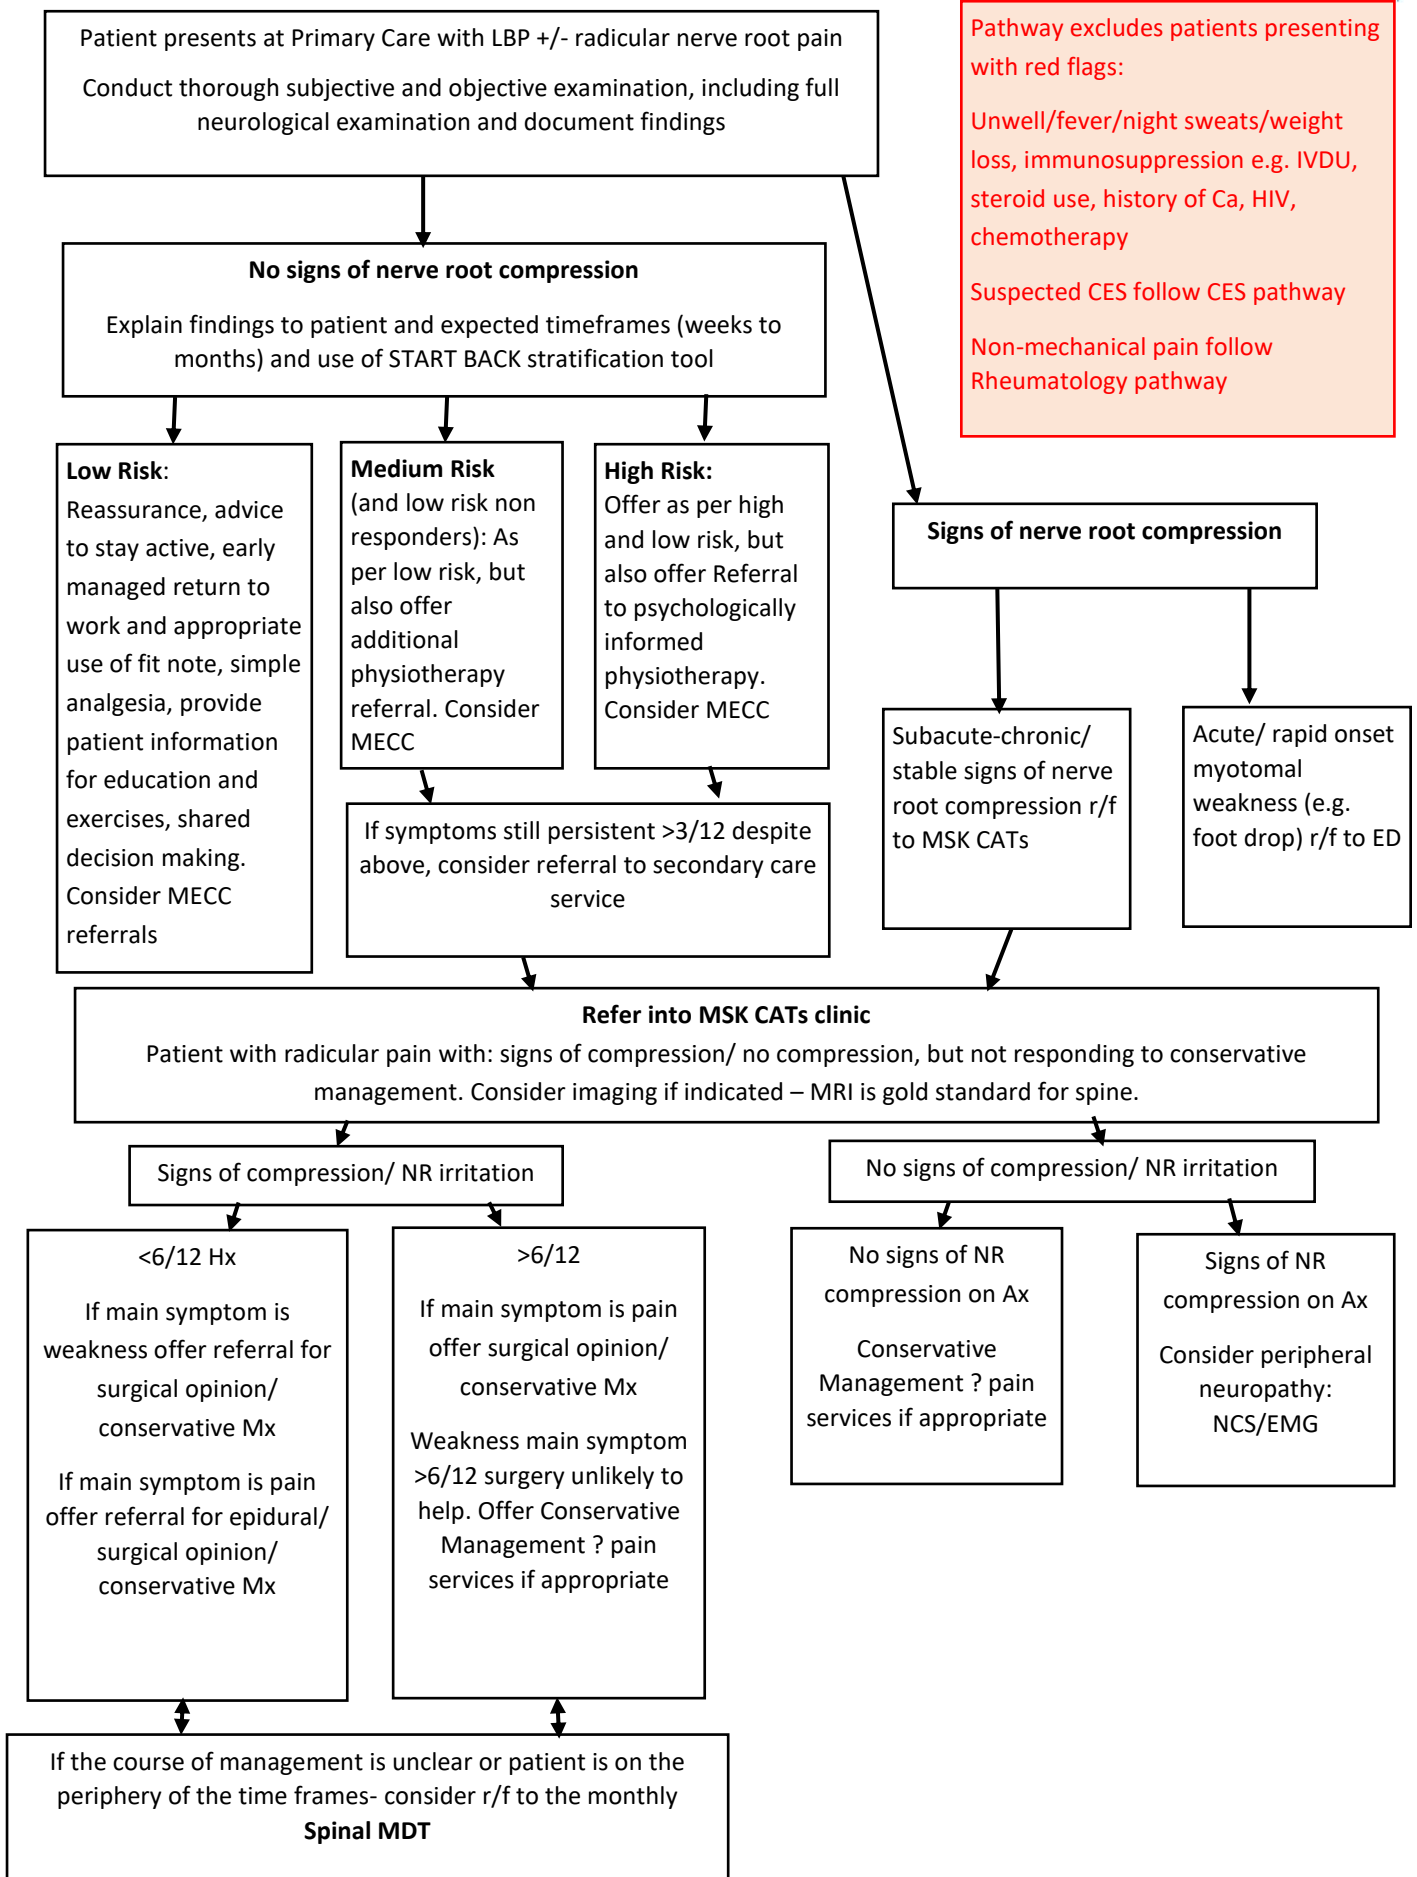 Patient presents at Primary Care with LBP +/- radicular nerve root pain
Conduct thorough subjective and objective examination, including full
neurological examination and document findings
Pathway excludes patients presenting
with red flags:
Unwell/fever/night sweats/weight
loss, immunosuppression e.g. IVDU,
steroid use, history of Ca, HIV,
chemotherapy
Suspected CES follow CES pathway
Non-mechanical pain follow
Rheumatology pathway
No signs of nerve root compression
Explain findings to patient and expected timeframes (weeks to
months) and use of START BACK stratification tool
Low Risk:
Reassurance, advice
to stay active, early
managed return to
work and appropriate
use of fit note, simple
analgesia, provide
patient information
for education and
exercises, shared
decision making.
Consider MECC
referrals
Medium Risk
(and low risk non
responders): As
per low risk, but
also offer
additional
physiotherapy
referral. Consider
MECC
High Risk:
Offer as per high
and low risk, but
also offer Referral
to psychologically
informed
physiotherapy.
Consider MECC
Signs of nerve root compression
Subacute-chronic/
stable signs of nerve
root compression r/f
to MSK CATs
Acute/ rapid onset
myotomal
weakness (e.g.
foot drop) r/f to ED
If symptoms still persistent >3/12 despite
above, consider referral to secondary care
service
Refer into MSK CATs clinic
Patient with radicular pain with: signs of compression/ no compression, but not responding to conservative
management. Consider imaging if indicated – MRI is gold standard for spine.
Signs of compression/ NR irritation
No signs of compression/ NR irritation
<6/12 Hx
If main symptom is
weakness offer referral for
surgical opinion/
conservative Mx
If main symptom is pain
offer referral for epidural/
surgical opinion/
conservative Mx
>6/12
If main symptom is pain
offer surgical opinion/
conservative Mx
Weakness main symptom
>6/12 surgery unlikely to
help. Offer Conservative
Management ? pain
services if appropriate
No signs of NR
compression on Ax
Conservative
Management ? pain
services if appropriate
Signs of NR
compression on Ax
Consider peripheral
neuropathy:
NCS/EMG
If the course of management is unclear or patient is on the
periphery of the time frames- consider r/f to the monthly
Spinal MDT